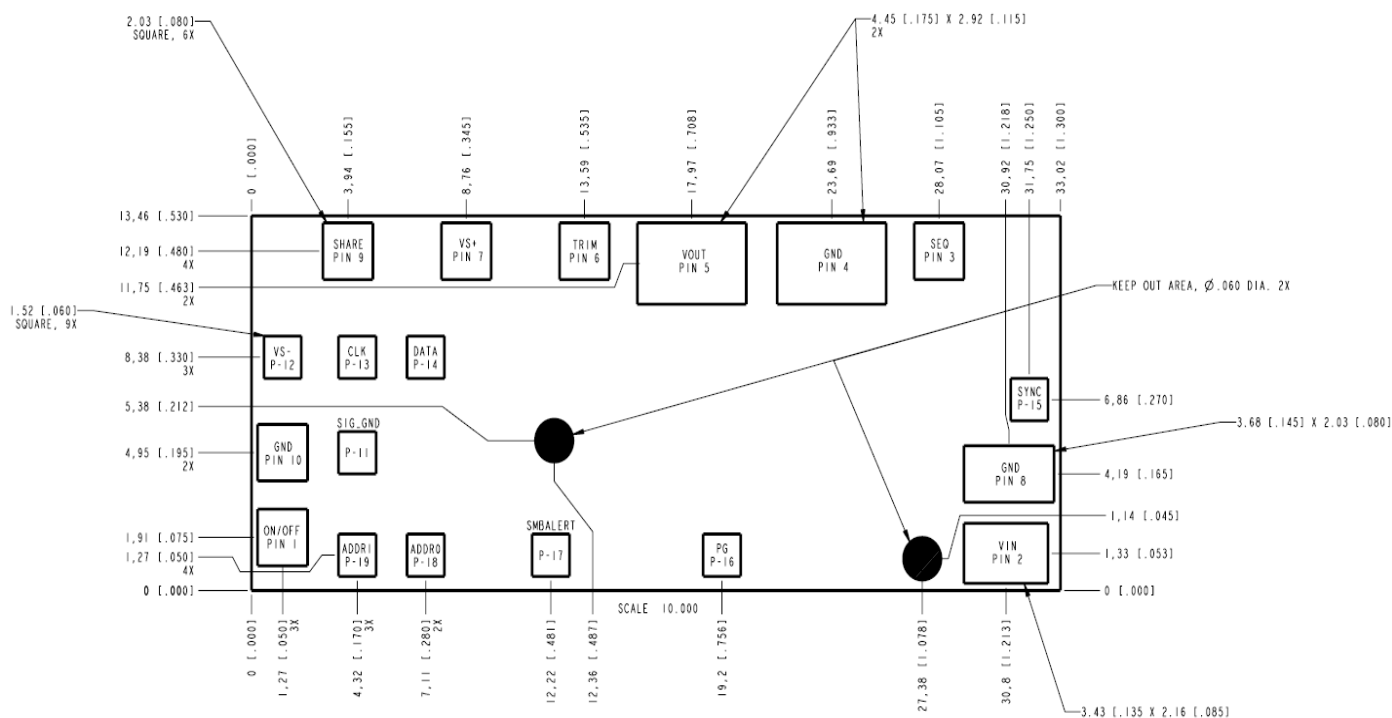 2.03 [.080]
SQUARE, 6X
4.45 [.175] X 2.92 [.115]
2X
0 [.000]
3,94 [.155]
8,76 [.345]
13,59 [.535]
17,97 [.708]
23,69 [.933]
28,07 [1.105]
30,92 [1.218]
31,75 [1.250]
33,02 [1.300]
13,46 [.530]
12,19 [.480]
4X
11,75 [.463]
2X
SHARE
PIN 9
VS+
PIN 7
TRIM
PIN 6
VOUT
PIN 5
GND
PIN 4
SEQ
PIN 3
KEEP OUT AREA, Ø.060 DIA. 2X
1.52 [.060]
SQUARE, 9X
8,38 [.330]
3X
VS-
P-12
CLK
P-13
DATA
P-14
SYNC
P-15
6,86 [.270]
5,38 [.212]
3.68 [.145] X 2.03 [.080]
4,95 [.195]
2X
GND
PIN 10
SIG_GND
P-11
GND
PIN 8
4,19 [.165]
1,14 [.045]
1,91 [.075]
1,27 [.050]
4X
ON/OFF
PIN 1
ADDR1
P-19
ADDR0
P-18
SMBALERT
P-17
PG
P-16
VIN
PIN 2
1,33 [.053]
0 [.000]
0 [.000]
SCALE 10.000
0 [.000]
1,27 [.050]
3X
4,32 [.170]
3X
7,11 [.280]
2X
12,22 [.481]
12,36 [.487]
19,2 [.756]
27,38 [1.078]
30,8 [1.213]
3.43 [.135 X 2.16 [.085]